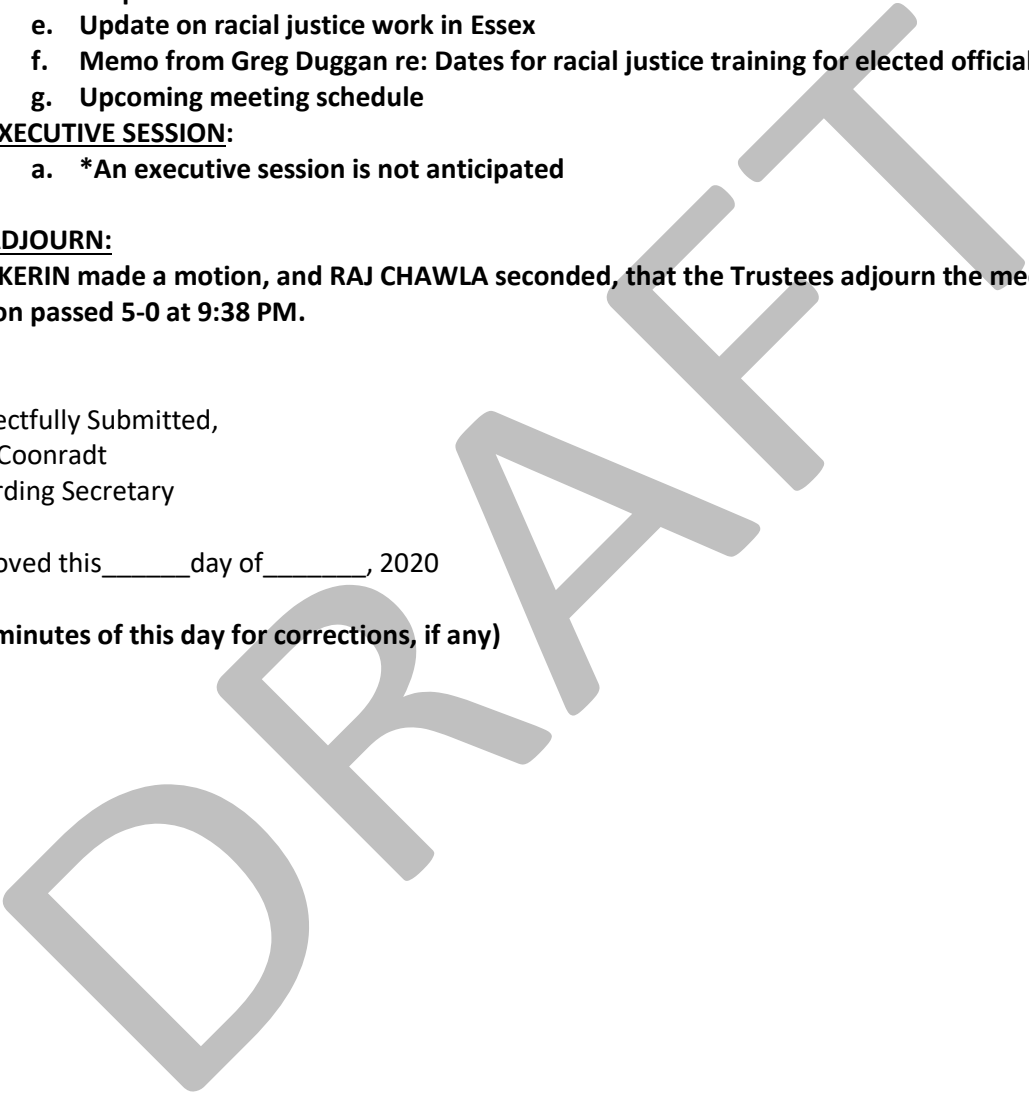 e. Update on racial justice work in Essex
f. Memo from Greg Duggan re: Dates for racial justice training for elected official
g. Upcoming meeting schedule
XECUTIVE SESSION:
a. *An executive session is not anticipated
ADJOURN:
KERIN made a motion, and RAJ CHAWLA seconded, that the Trustees adjourn the mee
on passed 5-0 at 9:38 PM.
ectfully Submitted,
Coonradt
rding Secretary
oved this______day of_______, 2020
minutes of this day for corrections, if any)
DRAFT